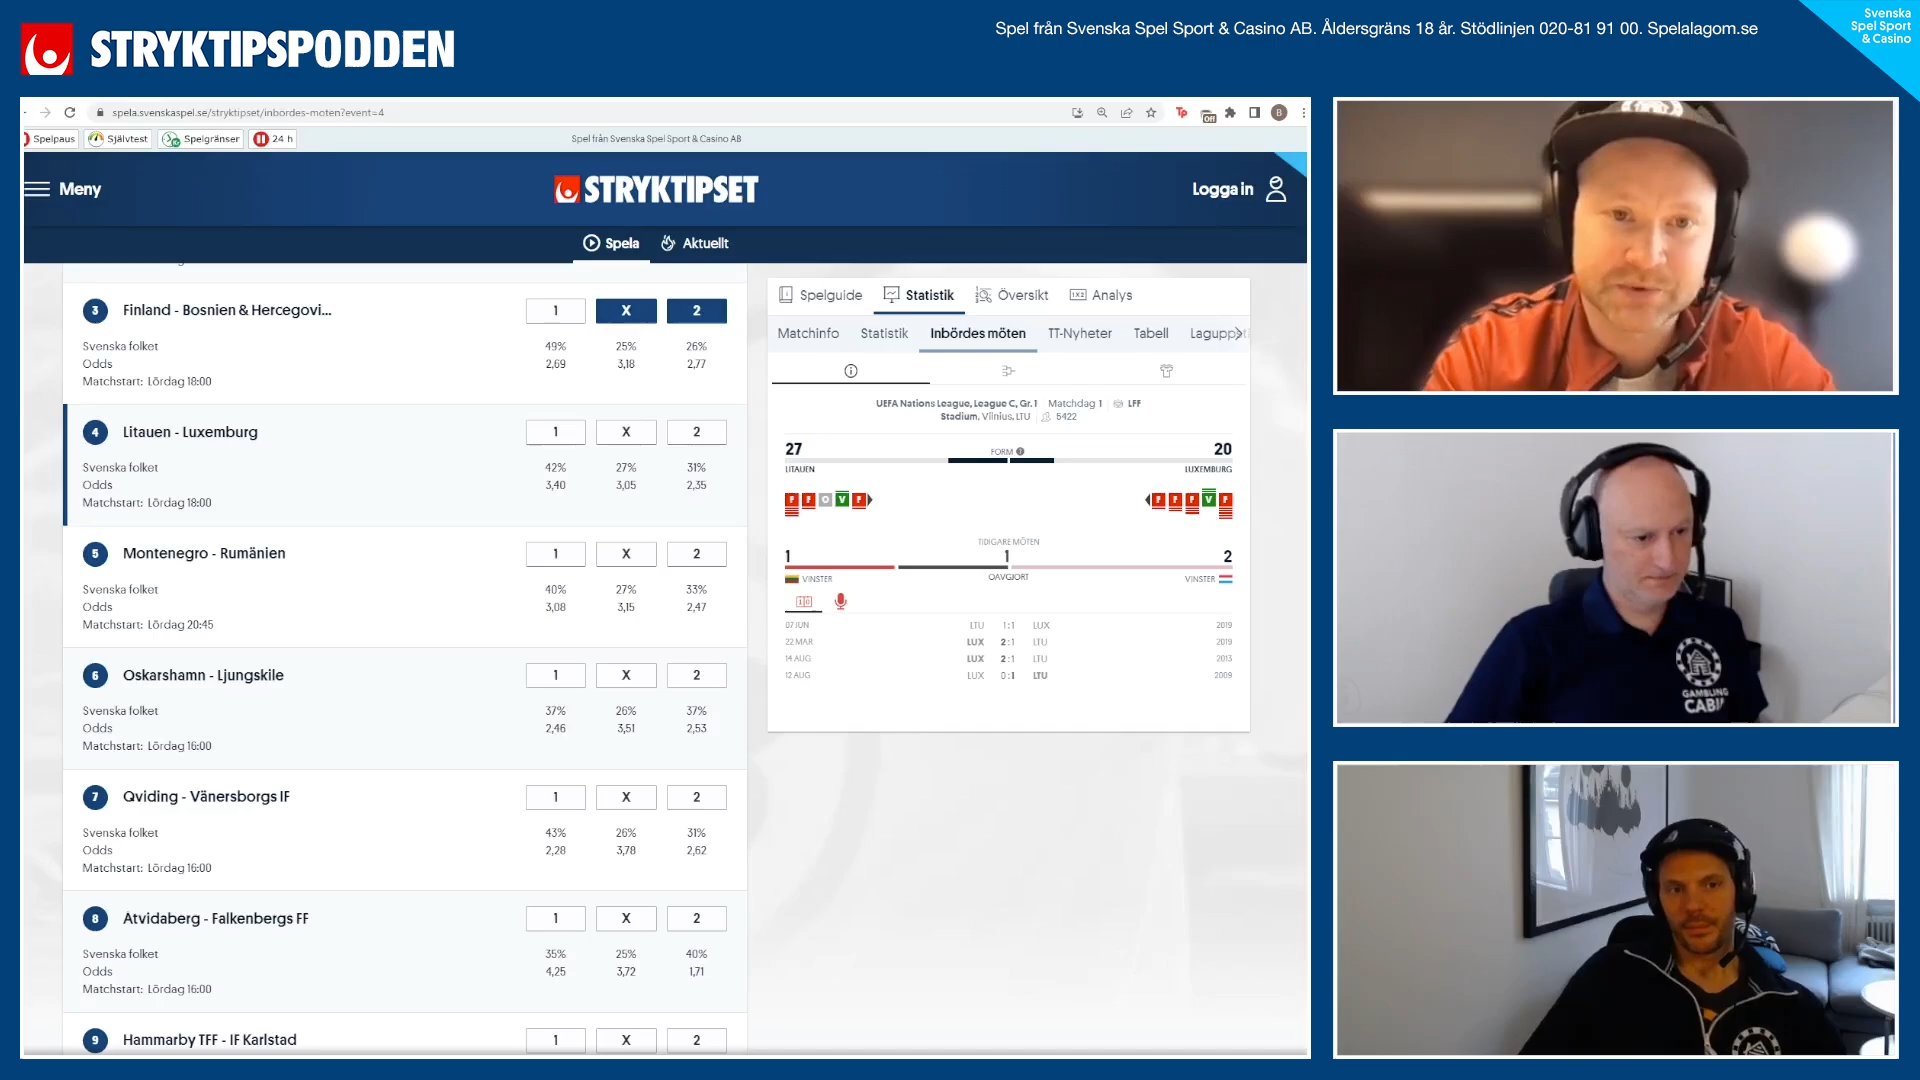 STRYKTIPSPODDEN
Spel från Svenska Spel Sport & Casino AB. Åldersgräns 18 år. Stödlinjen 020-81 91 00. Spelalagom.se
Svenska
Spel Sport
& Casino
spela.svenskaspel.se/stryktipset/inbordes-moten?event=4
Tp
Off
B
Spelpaus
Självtest
Spelgränser
24 h
Spel från Svenska Spel Sport & Casino AB
Meny
STRYKTIPSET
Logga in
Spela
Aktuellt
3 Finland - Bosnien & Hercegovi... 1 X 2
Svenska folket 49% 25% 26%
Odds 2,69 3,18 2,77
Matchstart: Lördag 18:00
4 Litauen - Luxemburg 1 X 2
Svenska folket 42% 27% 31%
Odds 3,40 3,05 2,35
Matchstart: Lördag 18:00
5 Montenegro - Rumänien 1 X 2
Svenska folket 40% 27% 33%
Odds 3,08 3,15 2,47
Matchstart: Lördag 20:45
6 Oskarshamn - Ljungskile 1 X 2
Svenska folket 37% 26% 37%
Odds 2,46 3,51 2,53
Matchstart: Lördag 16:00
7 Qviding - Vänersborgs IF 1 X 2
Svenska folket 43% 26% 31%
Odds 2,28 3,78 2,62
Matchstart: Lördag 16:00
8 Åtvidaberg - Falkenbergs FF 1 X 2
Svenska folket 35% 25% 40%
Odds 4,25 3,72 1,71
Matchstart: Lördag 16:00
9 Hammarby TFF - IF Karlstad 1 X 2
Spelguide Statistik Översikt 1X2 Analys
Matchinfo Statistik Inbördes möten TT-Nyheter Tabell
UEFA Nations League, League C, Gr. 1 Matchdag 1 LFF
Stadium, Vilnius, LTU 5422
27 FORM 20
LITAUEN LUXEMBURG
F F O V F F F F V F
TIDIGARE MÖTEN
1 1 2
VINSTER OAVGJORT VINSTER
07 JUN LTU 1:1 LUX 2019
22 MAR LUX 2:1 LTU 2019
14 AUG LUX 2:1 LTU 2013
12 AUG LUX 0:1 LTU 2009
GAMBLING
CABIN